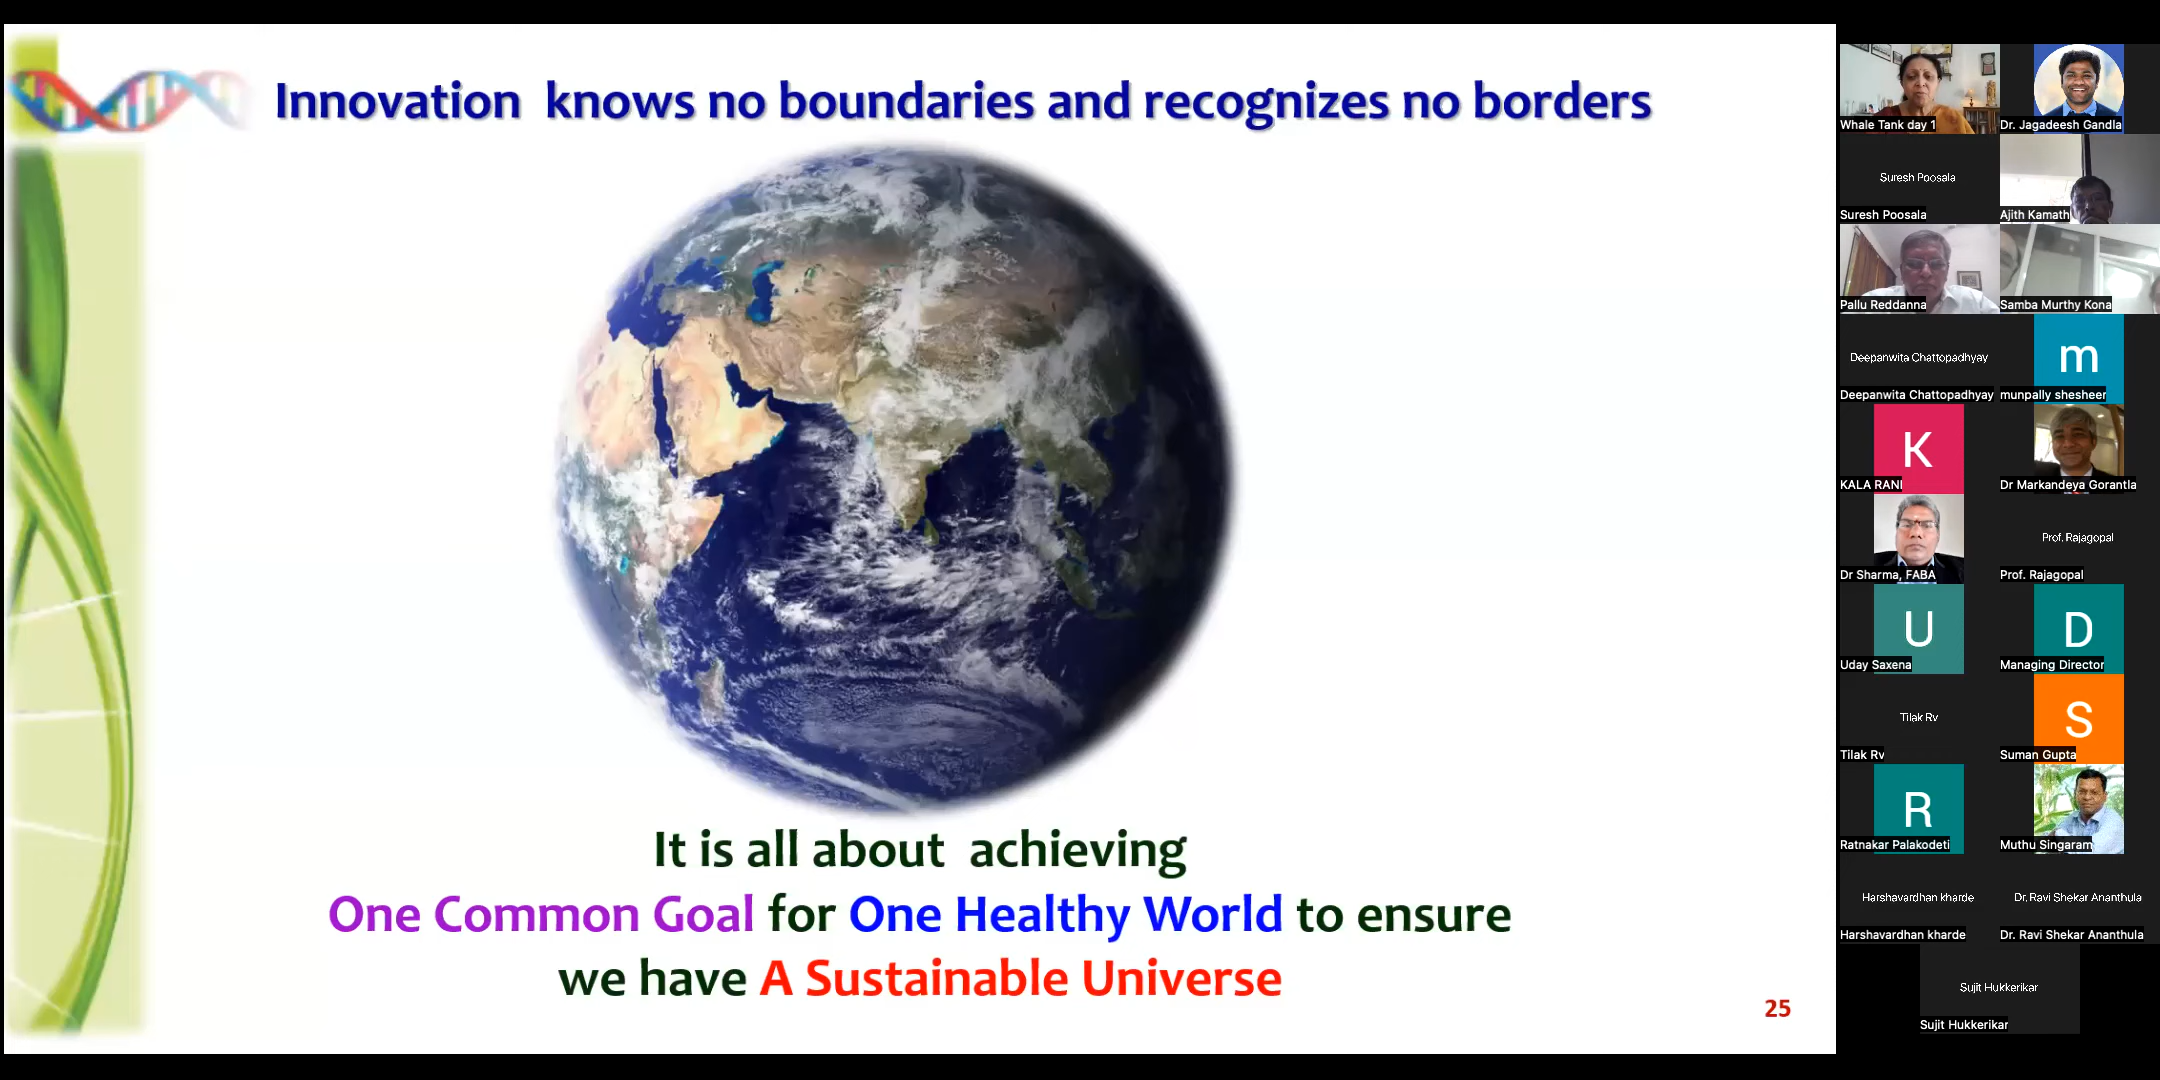 Innovation  knows no boundaries and recognizes no borders
It is all about  achieving
One Common Goal for One Healthy World to ensure
we have A Sustainable Universe
25
Whale Tank day 1
Dr. Jagadeesh Gandla
Suresh Poosala
Suresh Poosala
Ajith Kamath
Pallu Reddanna
Samba Murthy Kona
Deepanwita Chattopadhyay
Deepanwita Chattopadhyay
m
munpally shesheer
K
KALA RANI
Dr Markandeya Gorantla
Dr Sharma, FABA
Prof. Rajagopal
Prof. Rajagopal
U
Uday Saxena
D
Managing Director
Tilak Rv
Tilak Rv
S
Suman Gupta
R
Ratnakar Palakodeti
Muthu Singaram
Harshavardhan kharde
Harshavardhan kharde
Dr. Ravi Shekar Ananthula
Dr. Ravi Shekar Ananthula
Sujit Hukkerikar
Sujit Hukkerikar